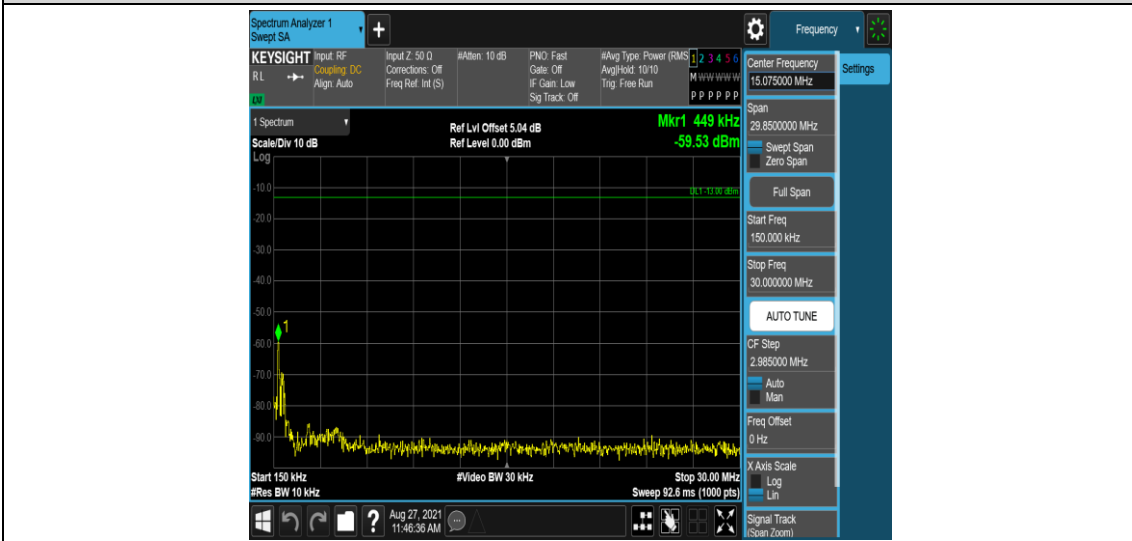 Spectrum Analyzer 1
Swept SA
+
Frequency
KEYSIGHT
RL
LXI
Input: RF
Coupling: DC
Align: Auto
Input Z: 50 Ω
Corrections: Off
Freq Ref: Int (S)
#Atten: 10 dB
PNO: Fast
Gate: Off
IF Gain: Low
Sig Track: Off
#Avg Type: Power (RMS
Avg|Hold: 10/10
Trig: Free Run
1 2 3 4 5 6
M W W W W W
P P P P P P
Center Frequency
15.075000 MHz
Settings
1 Spectrum
Scale/Div 10 dB
Log
Ref Lvl Offset 5.04 dB
Ref Level 0.00 dBm
Mkr1 449 kHz
-59.53 dBm
DL1 -13.00 dBm
-10.0
-20.0
-30.0
-40.0
-50.0
-60.0
-70.0
-80.0
-90.0
1
Start 150 kHz
#Res BW 10 kHz
#Video BW 30 kHz
Stop 30.00 MHz
Sweep 92.6 ms (1000 pts)
Span
29.8500000 MHz
Swept Span
Zero Span
Full Span
Start Freq
150.000 kHz
Stop Freq
30.000000 MHz
AUTO TUNE
CF Step
2.985000 MHz
Auto
Man
Freq Offset
0 Hz
X Axis Scale
Log
Lin
Signal Track
(Span Zoom)
?
Aug 27, 2021
11:46:36 AM